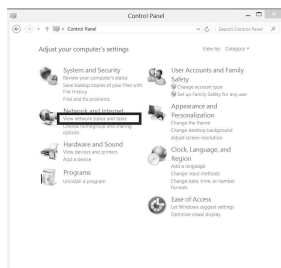 Control Panel
Control Panel
Search Control Panel
Adjust your computer's settings
View by: Category
System and Security
Review your computer's status
Save backup copies of your files with
File History
Find and fix problems
Network and Internet
View network status and tasks
Choose homegroup and sharing
options
Hardware and Sound
View devices and printers
Add a device
Programs
Uninstall a program
User Accounts and Family
Safety
Change account type
Set up Family Safety for any user
Appearance and
Personalization
Change the theme
Change desktop background
Adjust screen resolution
Clock, Language, and
Region
Add a language
Change input methods
Change date, time, or number
formats
Ease of Access
Let Windows suggest settings
Optimize visual display